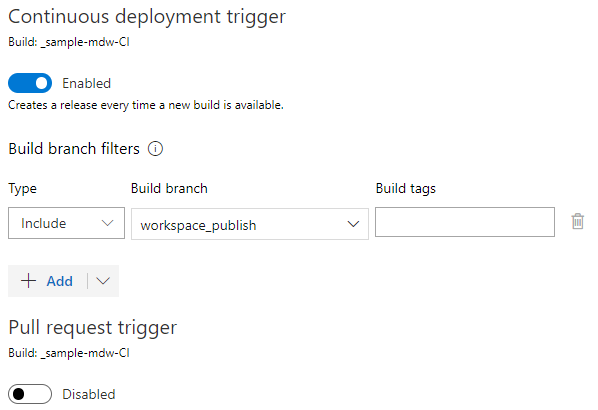 Continuous deployment trigger
Build: _sample-mdw-CI
Enabled
Creates a release every time a new build is available.
Build branch filters
Type Build branch Build tags
Include workspace_publish
Add
Pull request trigger
Build: _sample-mdw-CI
Disabled